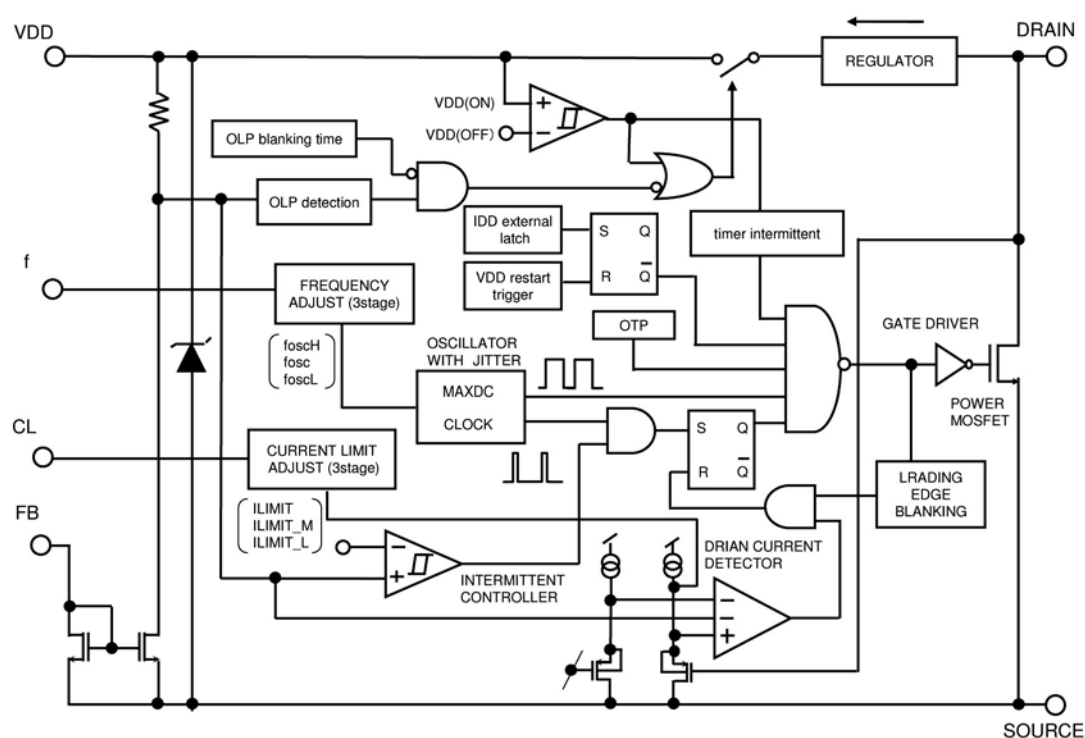 VDD
DRAIN
REGULATOR
VDD(ON)
+
VDD(OFF)
−
OLP blanking time
OLP detection
IDD external
latch
S Q
R Q
VDD restart
trigger
timer intermittent
f
FREQUENCY
ADJUST (3stage)
foscH
fosc
foscL
OTP
GATE DRIVER
OSCILLATOR
WITH JITTER
MAXDC
CLOCK
POWER
MOSFET
CL
CURRENT LIMIT
ADJUST (3stage)
S Q
R Q
LRADING
EDGE
BLANKING
ILIMIT
ILIMIT_M
ILIMIT_L
FB
−
+
INTERMITTENT
CONTROLLER
DRIAN CURRENT
DETECTOR
−
−
+
SOURCE